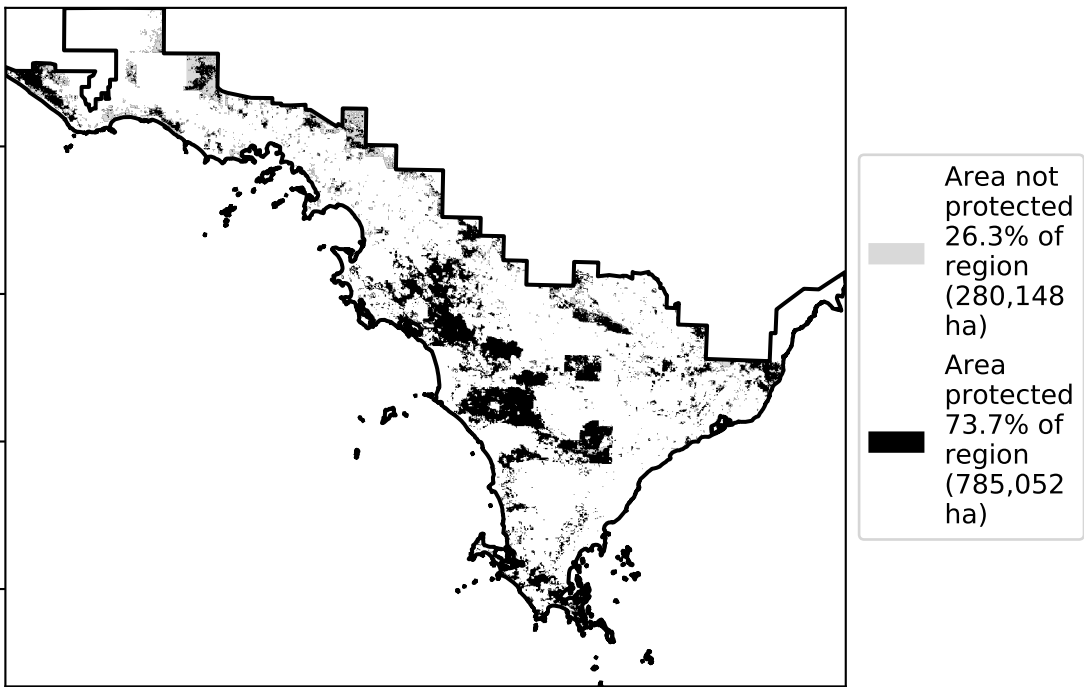 Area not
protected
26.3% of
region
(280,148
ha)
Area
protected
73.7% of
region
(785,052
ha)